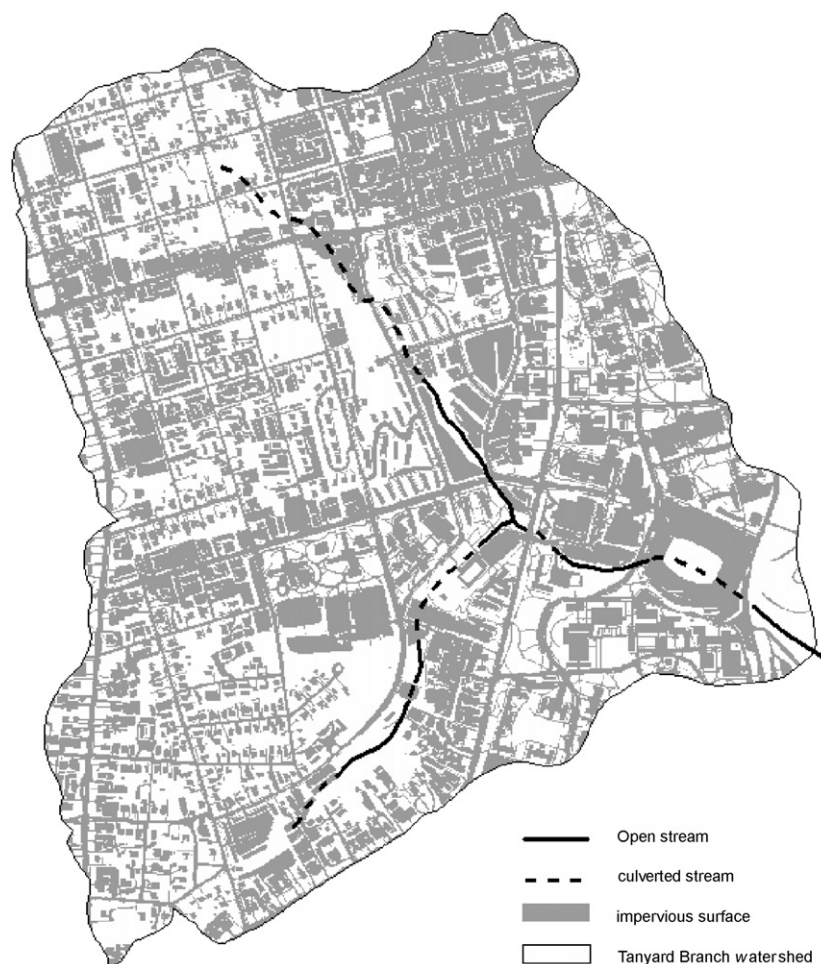 Open stream
culverted stream
impervious surface
Tanyard Branch watershed